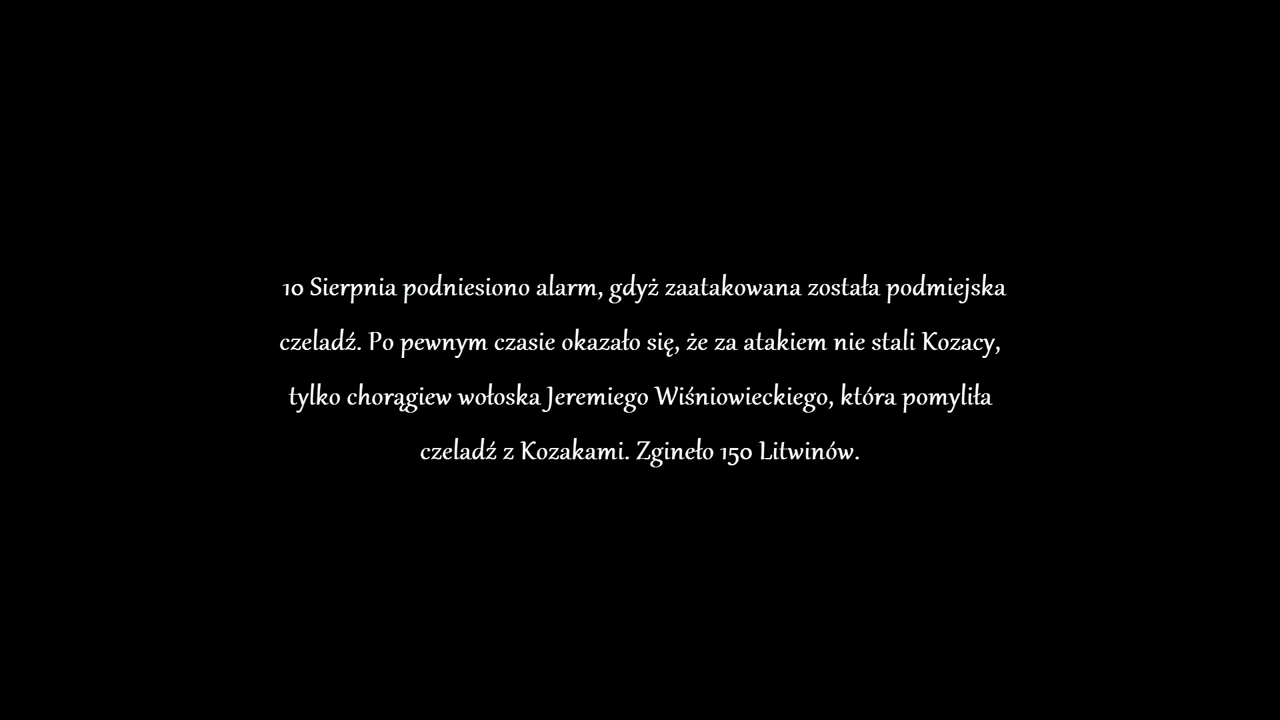 10 Sierpnia podniesiono alarm, gdyż zaatakowana została podmiejska
czeladź. Po pewnym czasie okazało się, że za atakiem nie stali Kozacy,
tylko chorągiew wołoska Jeremiego Wiśniowieckiego, która pomyliła
czeladź z Kozakami. Zgineło 150 Litwinów.